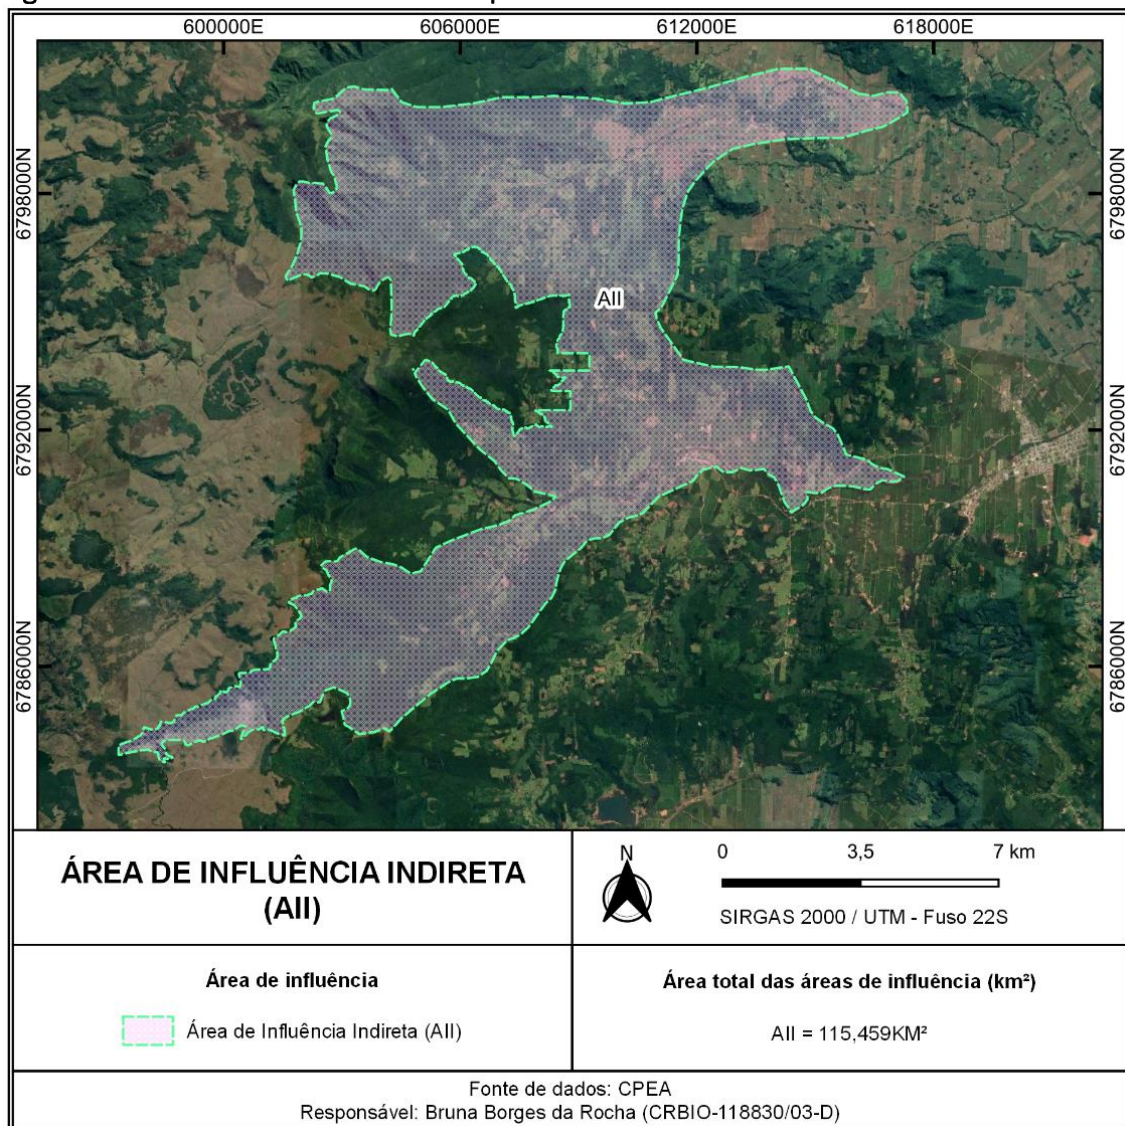 600000E 606000E 612000E 618000E
6798000N
6798000N
AII
6792000N
6792000N
6786000N
6786000N
ÁREA DE INFLUÊNCIA INDIRETA
(AII)
N
0 3,5 7 km
SIRGAS 2000 / UTM - Fuso 22S
Área de influência
Área de Influência Indireta (AII)
Área total das áreas de influência (km²)
AII = 115,459KM²
Fonte de dados: CPEA
Responsável: Bruna Borges da Rocha (CRBIO-118830/03-D)